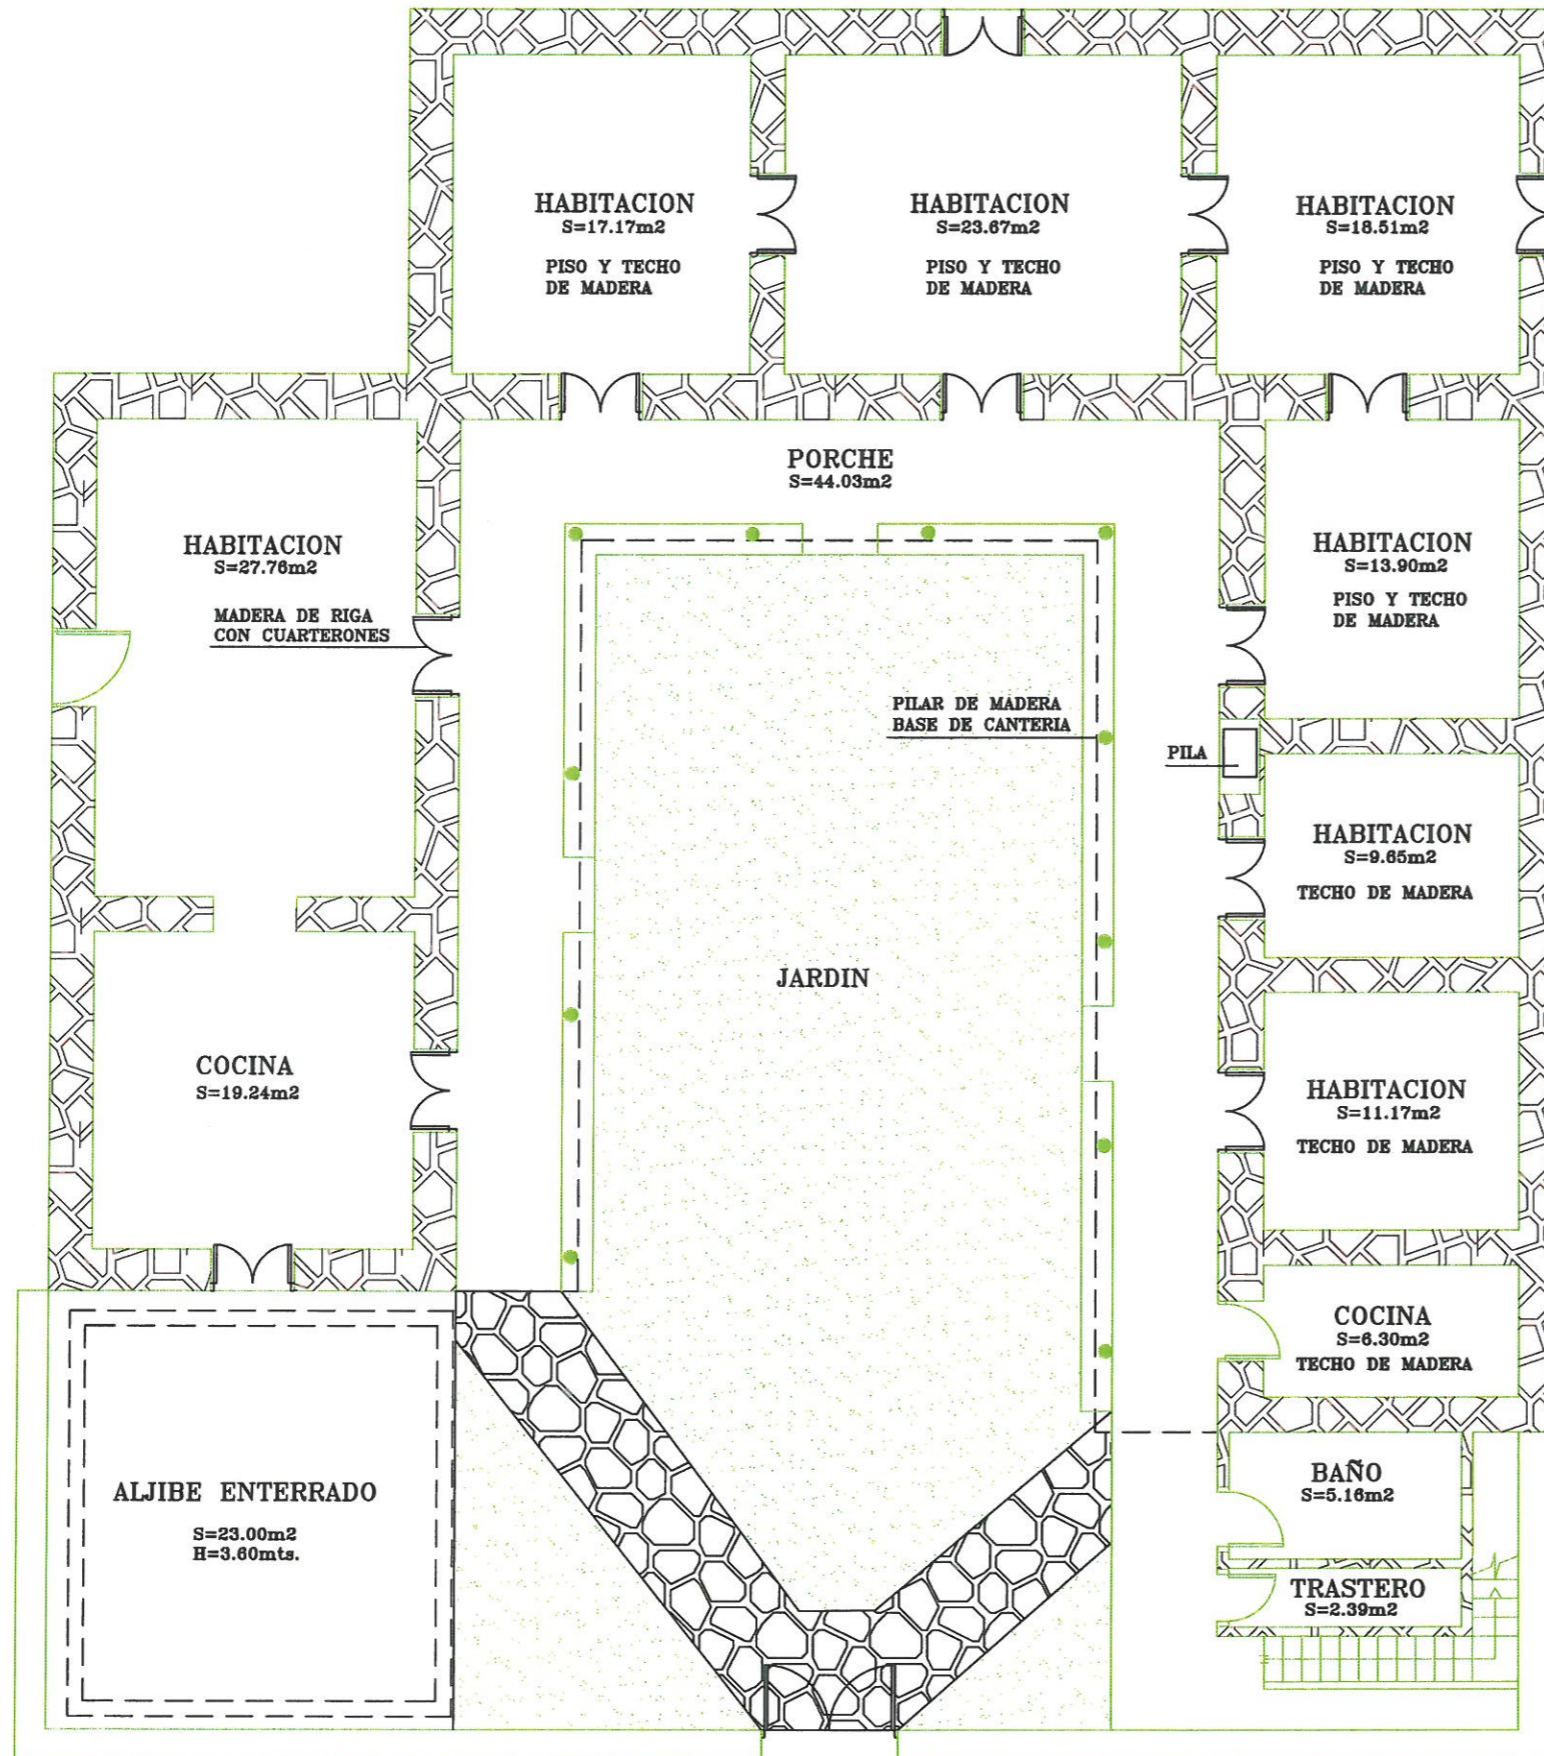 HABITACION
S=17.17m2
PISO Y TECHO
DE MADERA
HABITACION
S=23.67m2
PISO Y TECHO
DE MADERA
HABITACION
S=18.51m2
PISO Y TECHO
DE MADERA
PORCHE
S=44.03m2
HABITACION
S=27.76m2
MADERA DE RIGA
CON CUARTERONES
HABITACION
S=13.90m2
PISO Y TECHO
DE MADERA
PILAR DE MADERA
BASE DE CANTERIA
PILA
HABITACION
S=9.65m2
TECHO DE MADERA
JARDIN
COCINA
S=19.24m2
HABITACION
S=11.17m2
TECHO DE MADERA
COCINA
S=6.30m2
TECHO DE MADERA
ALJIBE ENTERRADO
S=23.00m2
H=3.60mts.
BAÑO
S=5.16m2
TRASTERO
S=2.39m2